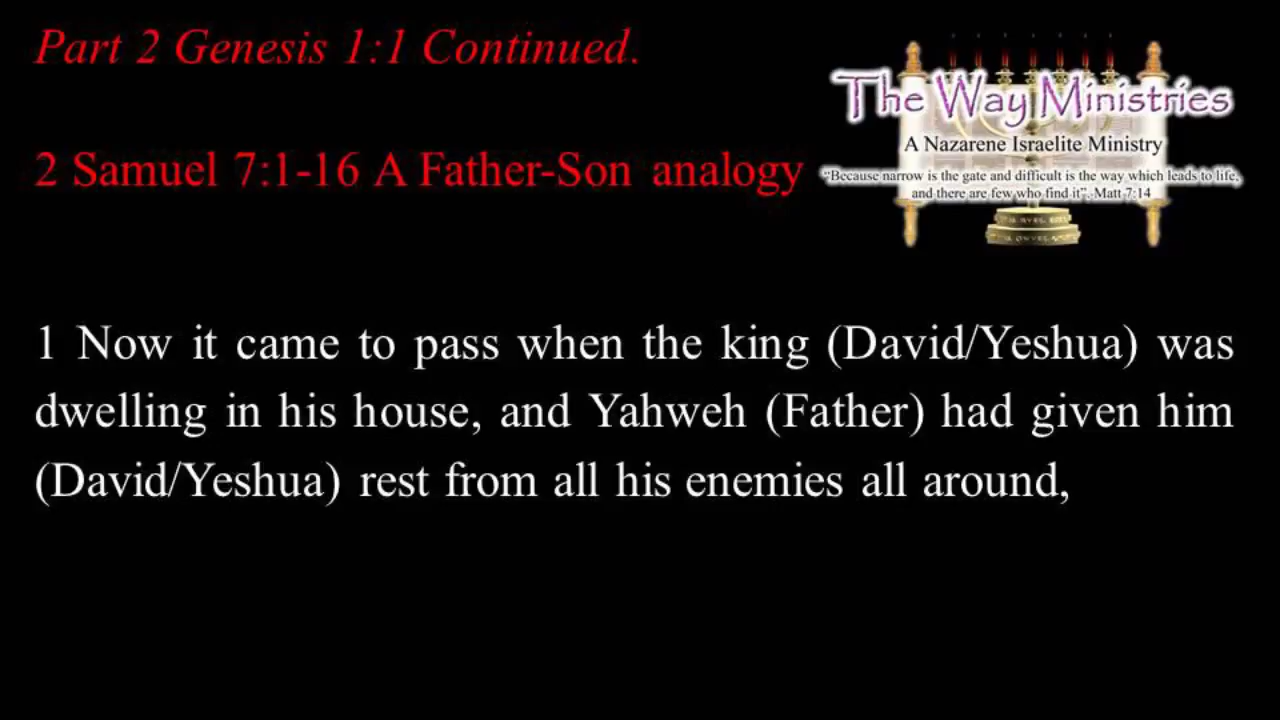 Part 2 Genesis 1:1 Continued.
The Way Ministries
A Nazarene Israelite Ministry
2 Samuel 7:1-16 A Father-Son analogy
“Because narrow is the gate and difficult is the way which leads to life,
and there are few who find it”. Matt 7:14
1 Now it came to pass when the king (David/Yeshua) was
dwelling in his house, and Yahweh (Father) had given him
(David/Yeshua) rest from all his enemies all around,